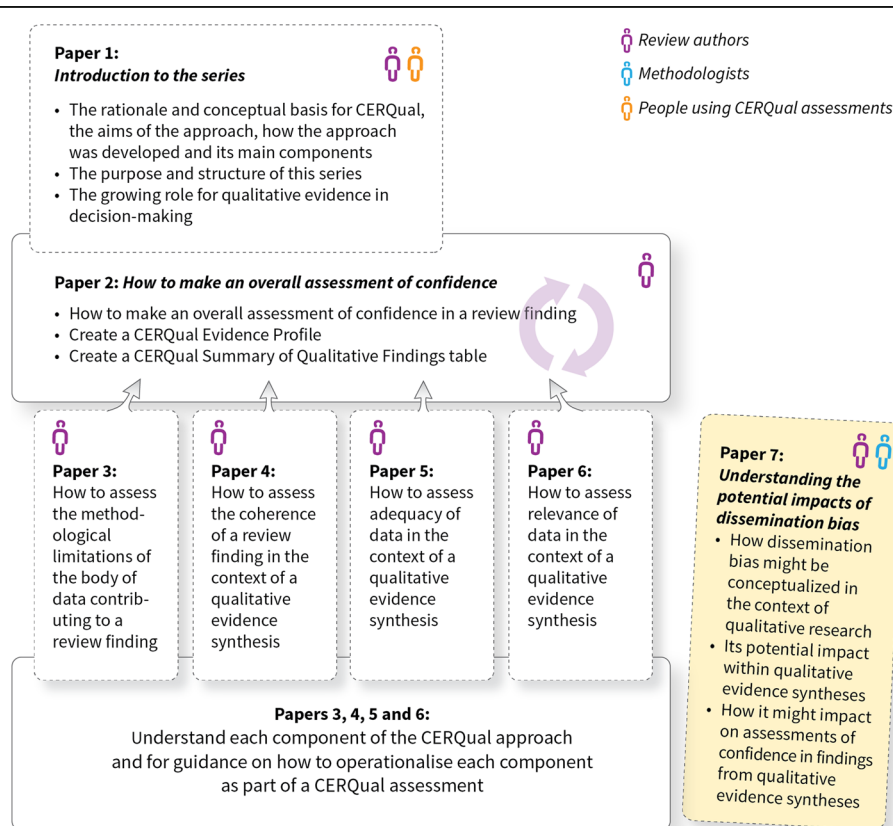 Paper 1:
Introduction to the series
• The rationale and conceptual basis for CERQual,
the aims of the approach, how the approach
was developed and its main components
• The purpose and structure of this series
• The growing role for qualitative evidence in
decision-making
Review authors
Methodologists
People using CERQual assessments
Paper 2: How to make an overall assessment of confidence
• How to make an overall assessment of confidence in a review finding
• Create a CERQual Evidence Profile
• Create a CERQual Summary of Qualitative Findings table
Paper 3:
How to assess
the method-
ological
limitations of
the body of
data contrib-
uting to a
review finding
Paper 4:
How to assess
the coherence
of a review
finding in the
context of a
qualitative
evidence
synthesis
Paper 5:
How to assess
adequacy of
data in the
context of a
qualitative
evidence
synthesis
Paper 6:
How to assess
relevance of
data in the
context of a
qualitative
evidence
synthesis
Papers 3, 4, 5 and 6:
Understand each component of the CERQual approach
and for guidance on how to operationalise each component
as part of a CERQual assessment
Paper 7:
Understanding the
potential impacts of
dissemination bias
• How dissemination
bias might be
conceptualized in
the context of
qualitative research
• Its potential impact
within qualitative
evidence syntheses
• How it might impact
on assessments of
confidence in findings
from qualitative
evidence syntheses